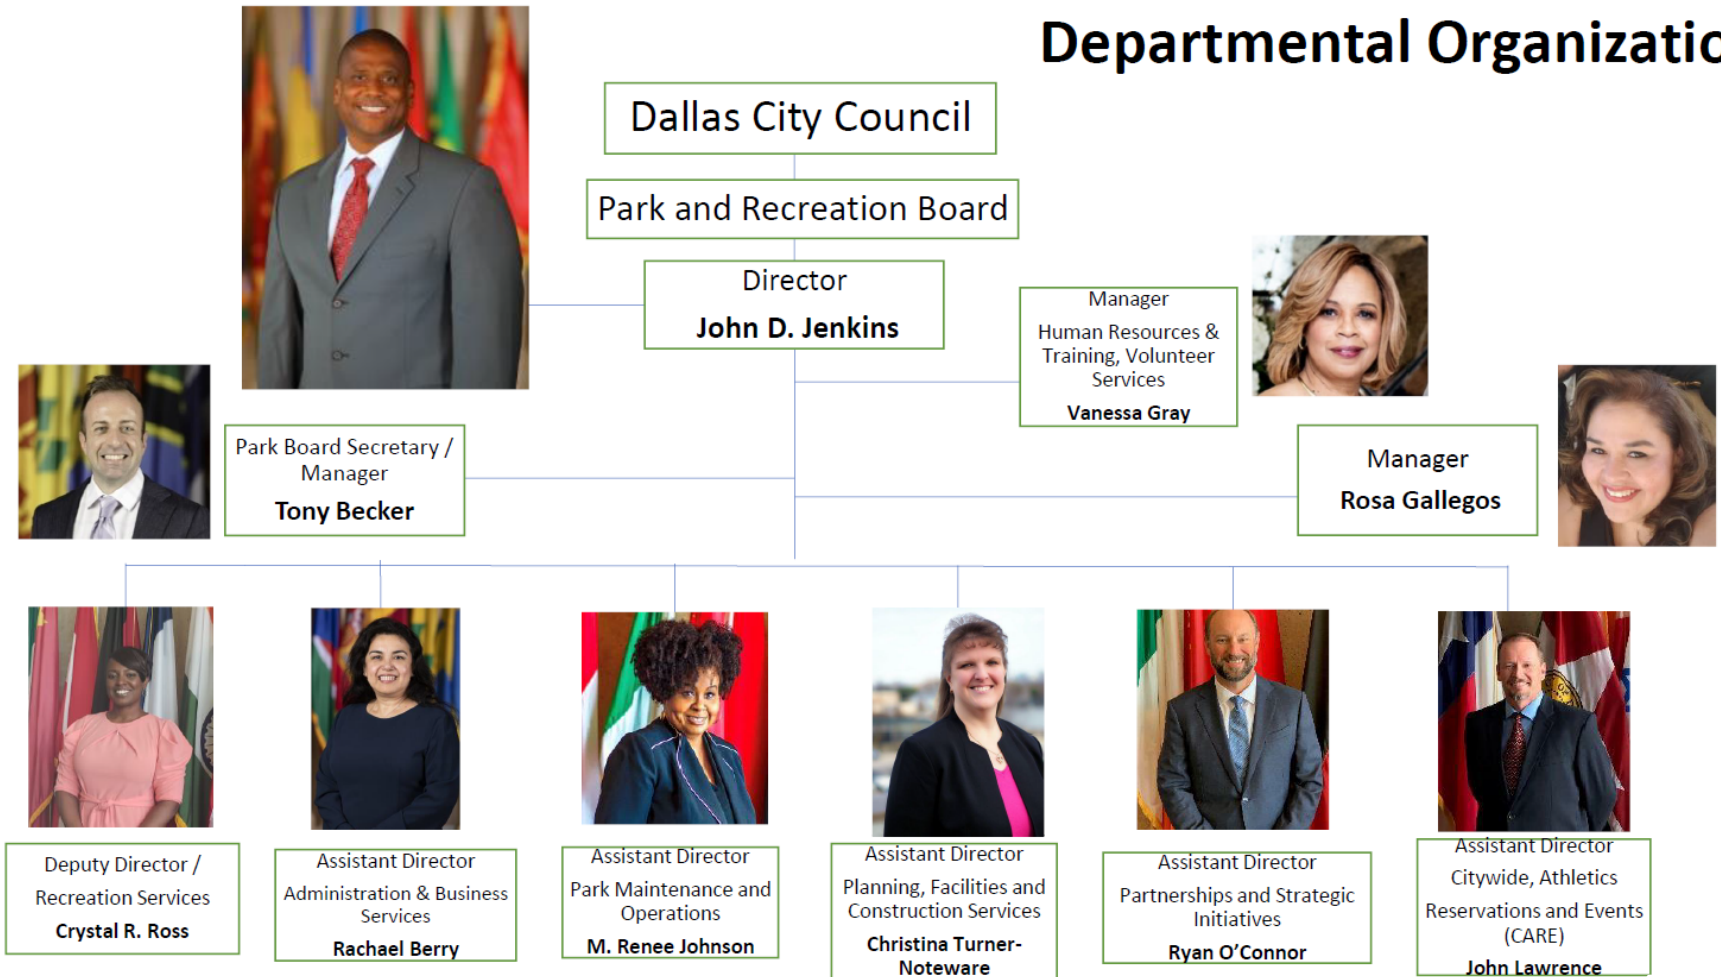 Departmental Organizatio
Dallas City Council
Park and Recreation Board
Director
John D. Jenkins
Manager
Human Resources &
Training, Volunteer
Services
Vanessa Gray
Park Board Secretary /
Manager
Tony Becker
Manager
Rosa Gallegos
Deputy Director /
Recreation Services
Crystal R. Ross
Assistant Director
Administration & Business
Services
Rachael Berry
Assistant Director
Park Maintenance and
Operations
M. Renee Johnson
Assistant Director
Planning, Facilities and
Construction Services
Christina Turner-
Noteware
Assistant Director
Partnerships and Strategic
Initiatives
Ryan O’Connor
Assistant Director
Citywide, Athletics
Reservations and Events
(CARE)
John Lawrence